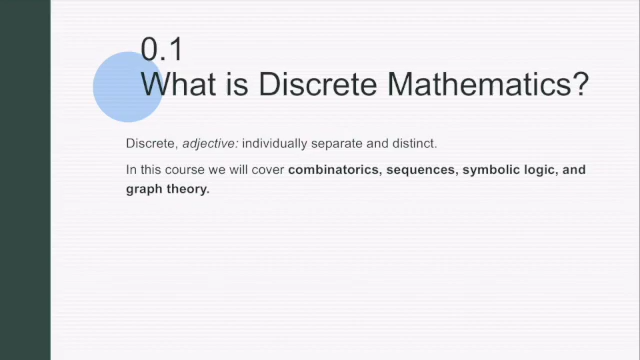 0.1
What is Discrete Mathematics?
Discrete, adjective: individually separate and distinct.
In this course we will cover combinatorics, sequences, symbolic logic, and
graph theory.